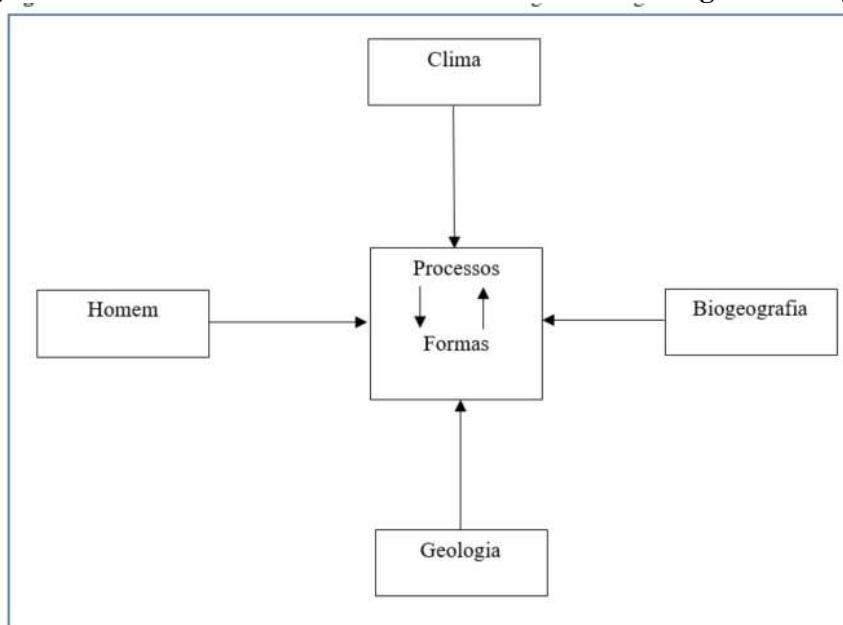 Clima
Processos
Homem
Biogeografia
Formas
Geologia